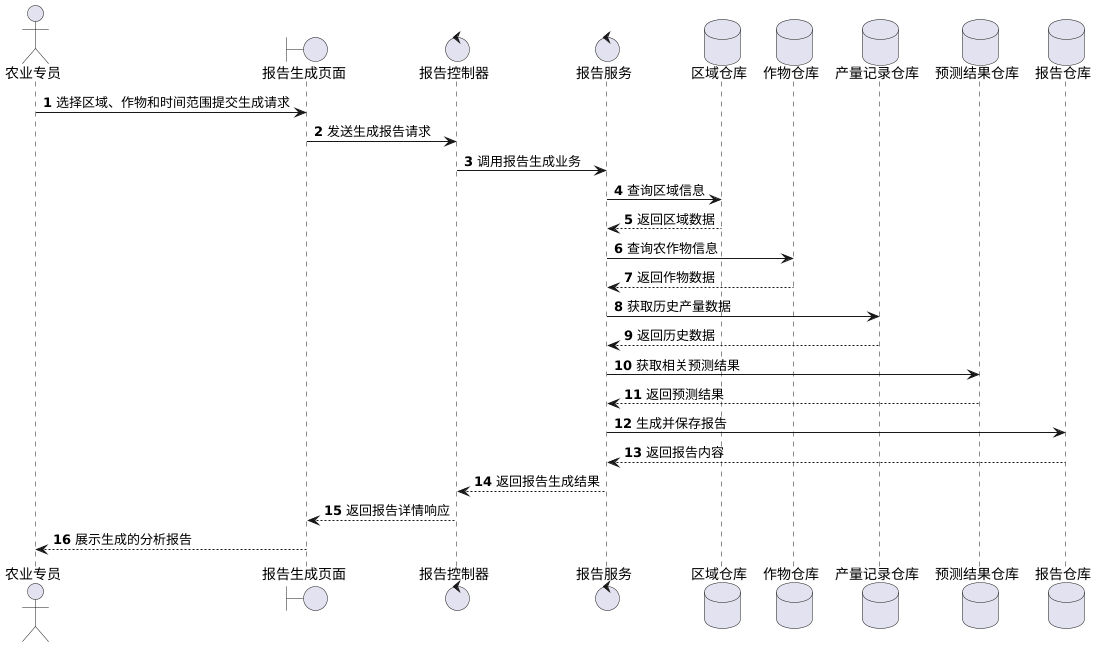 农业专员 报告生成页面 报告控制器 报告服务 区域仓库 作物仓库 产量记录仓库 预测结果仓库 报告仓库
1 选择区域、作物和时间范围提交生成请求
2 发送生成报告请求
3 调用报告生成业务
4 查询区域信息
5 返回区域数据
6 查询农作物信息
7 返回作物数据
8 获取历史产量数据
9 返回历史数据
10 获取相关预测结果
11 返回预测结果
12 生成并保存报告
13 返回报告内容
14 返回报告生成结果
15 返回报告详情响应
16 展示生成的分析报告
农业专员 报告生成页面 报告控制器 报告服务 区域仓库 作物仓库 产量记录仓库 预测结果仓库 报告仓库